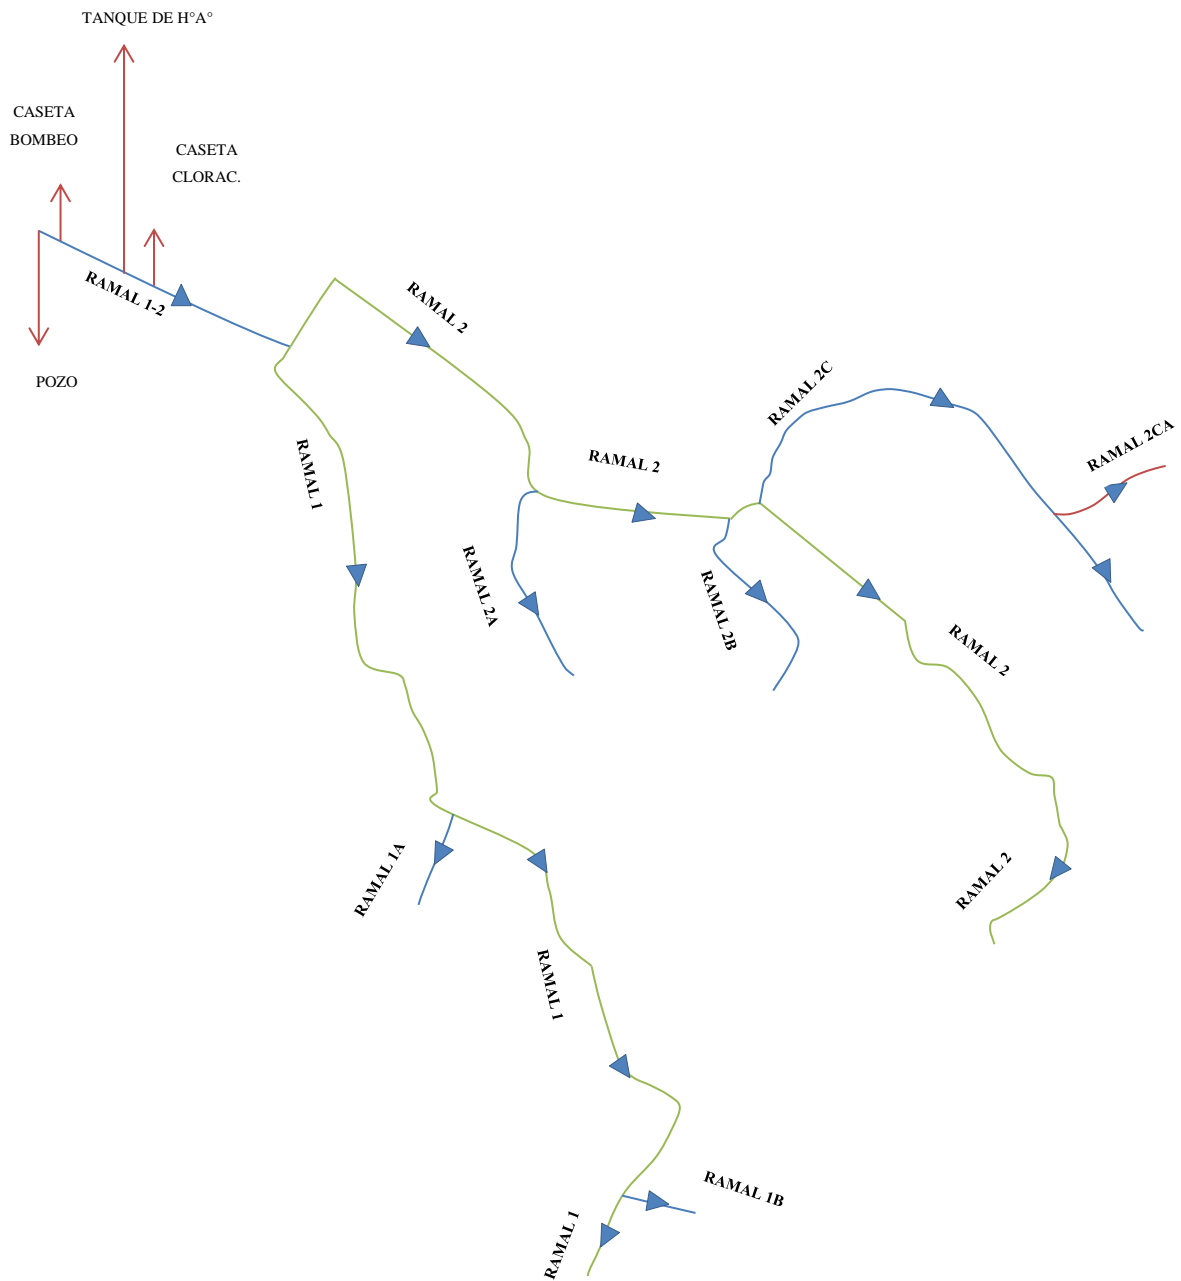 TANQUE DE H°A°
CASETA
BOMBEO
CASETA
CLORAC.
RAMAL 1-2
POZO
RAMAL 2
RAMAL 1
RAMAL 2
RAMAL 2C
RAMAL 2CA
RAMAL 2A
RAMAL 2B
RAMAL 2
RAMAL 1A
RAMAL 2
RAMAL 1
RAMAL 1B
RAMAL 1